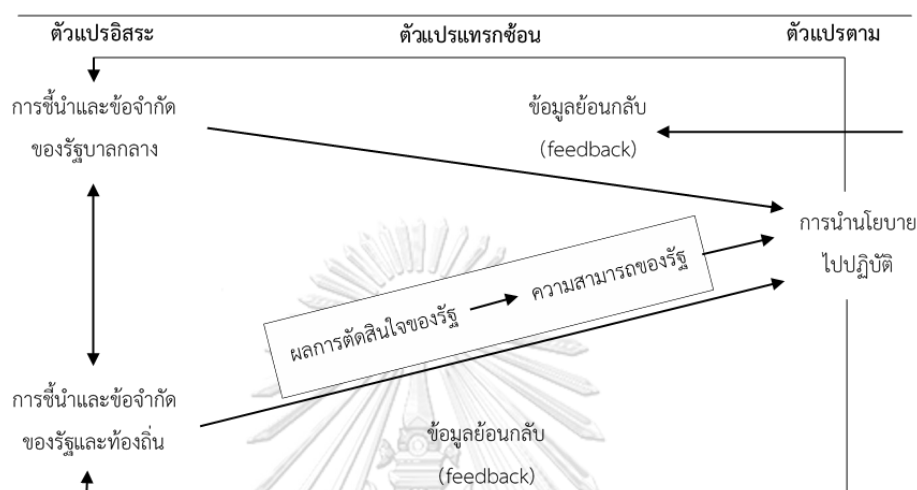 ตัวแปรอิสระ ตัวแปรแทรกซ้อน ตัวแปรตาม
การชี้นำและข้อจำกัด
ของรัฐบาลกลาง
ข้อมูลย้อนกลับ
(feedback)
การนำนโยบาย
ไปปฏิบัติ
ผลการตัดสินใจของรัฐ ความสามารถของรัฐ
การชี้นำและข้อจำกัด
ของรัฐและท้องถิ่น
ข้อมูลย้อนกลับ
(feedback)